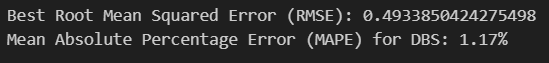 Best Root Mean Squared Error (RMSE): 0.4933850424275498
Mean Absolute Percentage Error (MAPE) for DBS: 1.17%